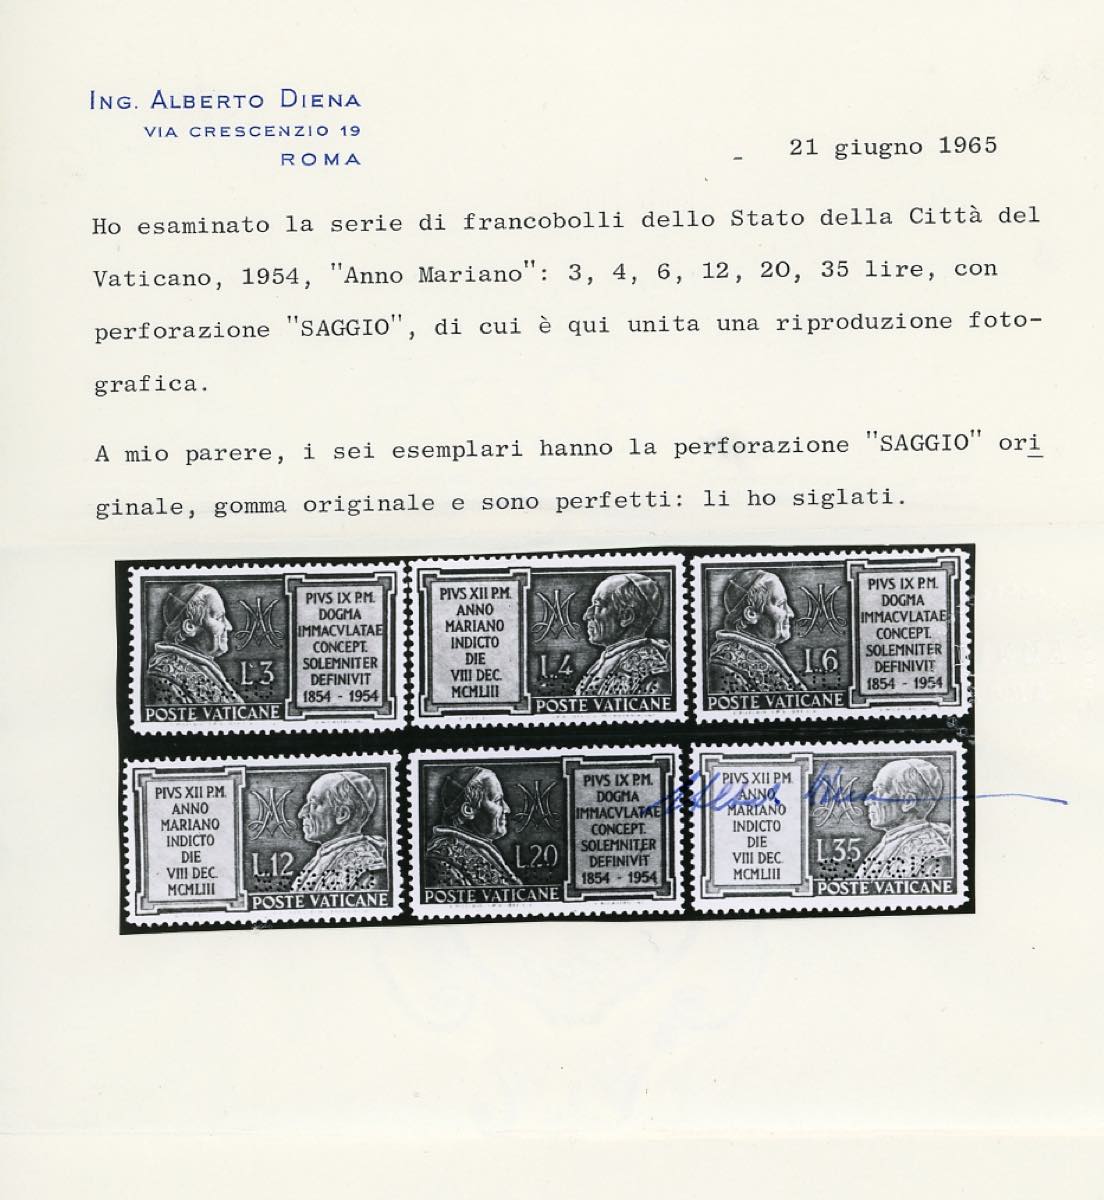 ING. ALBERTO DIENA
VIA CRESCENZIO 19
ROMA
21 giugno 1965
Ho esaminato la serie di francobolli dello Stato della Città del
Vaticano, 1954, "Anno Mariano": 3, 4, 6, 12, 20, 35 lire, con
perforazione "SAGGIO", di cui è qui unita una riproduzione foto-
grafica.
A mio parere, i sei esemplari hanno la perforazione "SAGGIO" ori
ginale, gomma originale e sono perfetti: li ho siglati.
PIVS IX P.M.
DOGMA
IMMACVLATAE
CONCEPT.
SOLEMNITER
DEFINIVIT
1854 - 1954
L.3
POSTE VATICANE
PIVS XII P.M.
ANNO
MARIANO
INDICTO
DIE
VIII DEC.
MCMLIII
L.4
POSTE VATICANE
PIVS IX P.M.
DOGMA
IMMACVLATAE
CONCEPT.
SOLEMNITER
DEFINIVIT
1854 - 1954
L.6
POSTE VATICANE
PIVS XII P.M.
ANNO
MARIANO
INDICTO
DIE
VIII DEC.
MCMLIII
L.12
POSTE VATICANE
PIVS IX P.M.
DOGMA
IMMACVLATAE
CONCEPT.
SOLEMNITER
DEFINIVIT
1854 - 1954
L.20
POSTE VATICANE
PIVS XII P.M.
ANNO
MARIANO
INDICTO
DIE
VIII DEC.
MCMLIII
L.35
SAGGIO
POSTE VATICANE